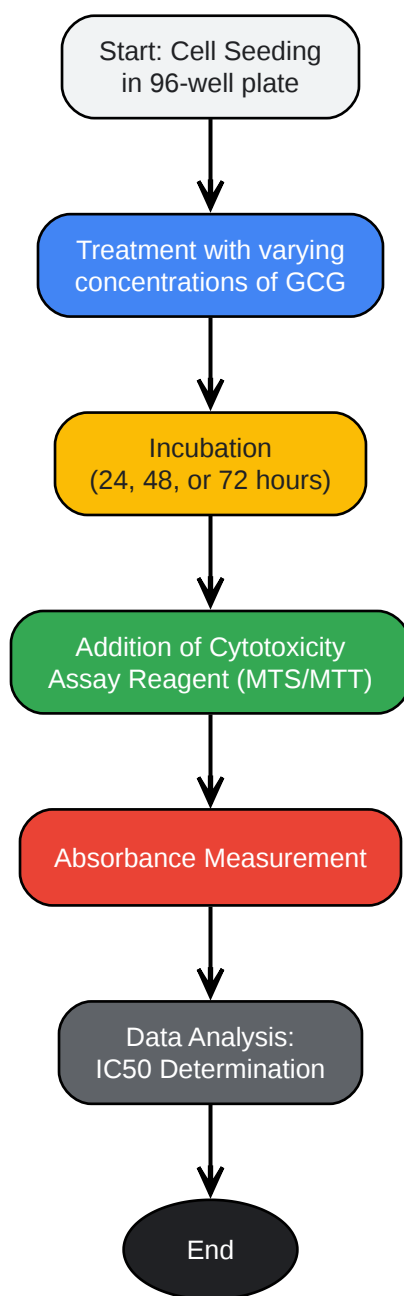 Start: Cell Seeding
in 96-well plate
Treatment with varying
concentrations of GCG
Incubation
(24, 48, or 72 hours)
Addition of Cytotoxicity
Assay Reagent (MTS/MTT)
Absorbance Measurement
Data Analysis:
IC50 Determination
End